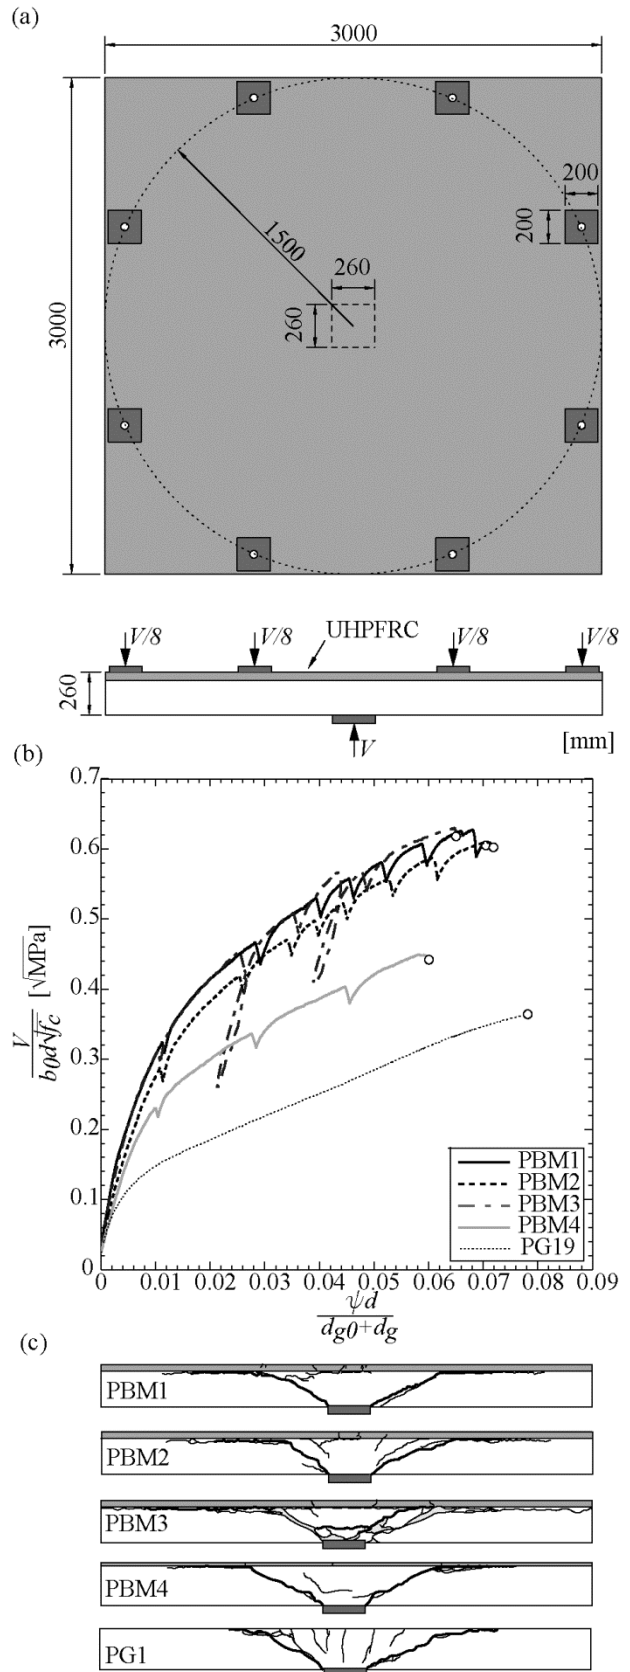 (a)
3000
200
200
1500
260
260
3000
V/8 V/8 UHPFRC V/8 V/8
260
V
[mm]
(b)
0.7
0.6
0.5
0.4
0.3
0.2
0.1
0
V
b0d√fc
[√MPa]
PBM1
PBM2
PBM3
PBM4
PG19
0 0.01 0.02 0.03 0.04 0.05 0.06 0.07 0.08 0.09
ψd
dg0+dg
(c)
PBM1
PBM2
PBM3
PBM4
PG1